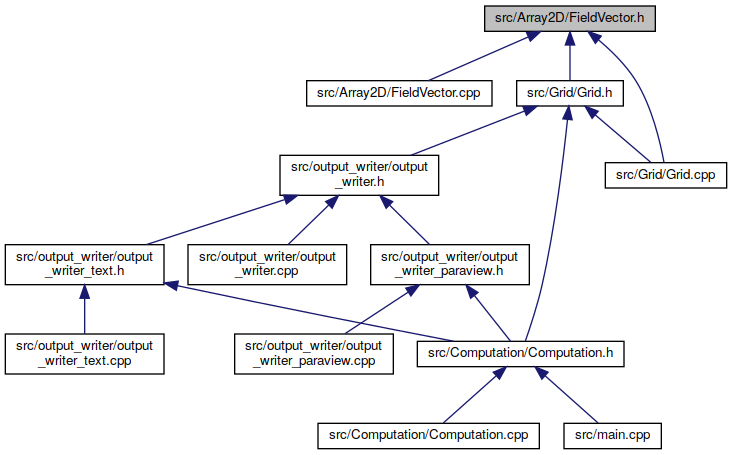 src/Array2D/FieldVector.h
src/Array2D/FieldVector.cpp
src/Grid/Grid.h
src/output_writer/output
_writer.h
src/Grid/Grid.cpp
src/output_writer/output
_writer_text.h
src/output_writer/output
_writer.cpp
src/output_writer/output
_writer_paraview.h
src/output_writer/output
_writer_text.cpp
src/output_writer/output
_writer_paraview.cpp
src/Computation/Computation.h
src/Computation/Computation.cpp
src/main.cpp